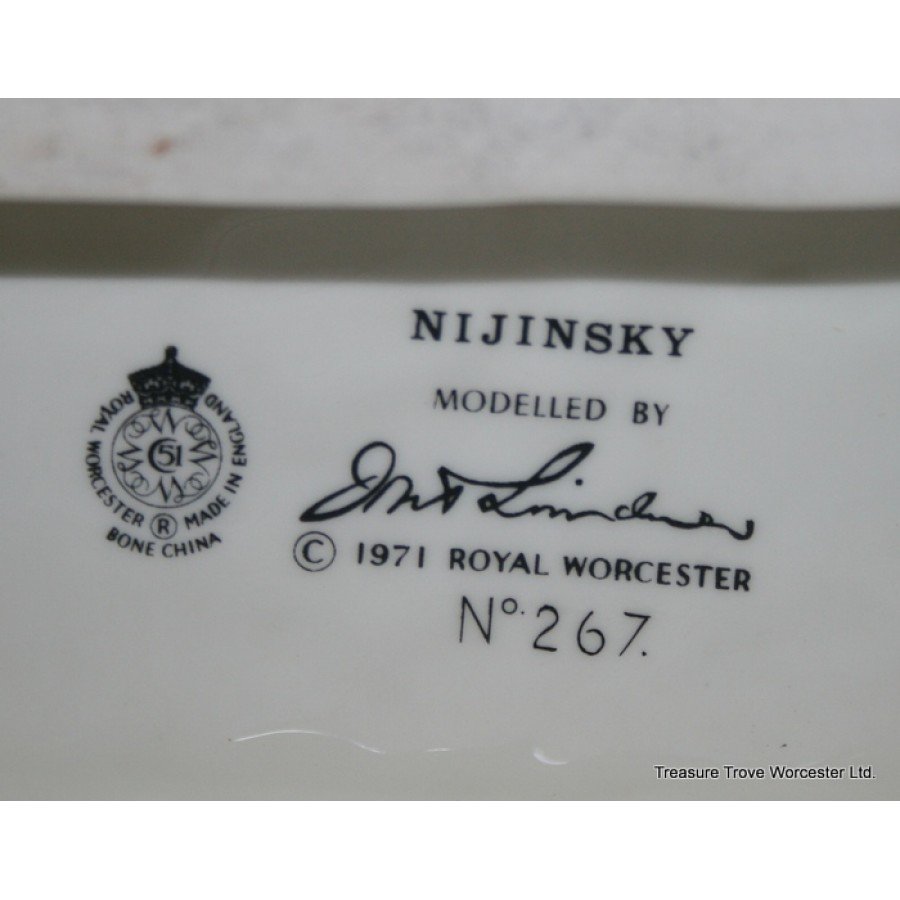 NIJINSKY
MODELLED BY
© 1971 ROYAL WORCESTER
Nº. 267.
ROYAL WORCESTER ® MADE IN ENGLAND
51
BONE CHINA
Treasure Trove Worcester Ltd.